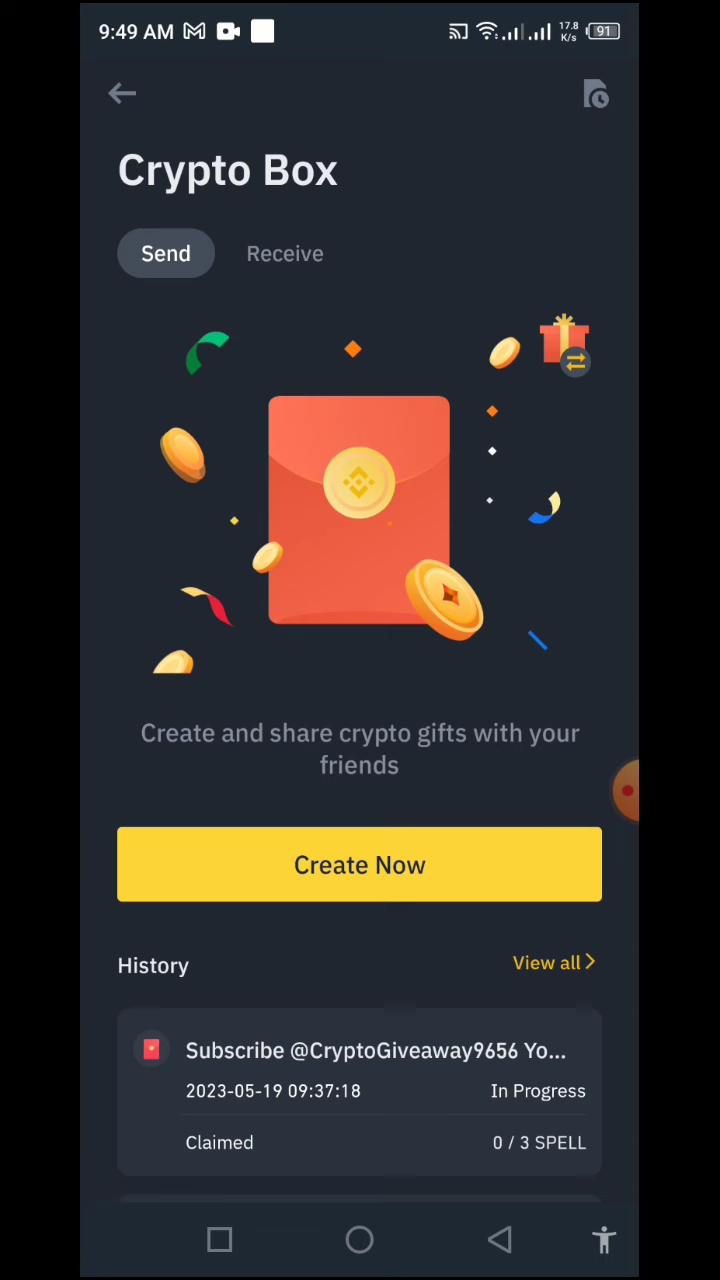 9:49 AM
17.8
K/s
91
Crypto Box
Send
Receive
Create and share crypto gifts with your
friends
Create Now
History
View all
Subscribe @CryptoGiveaway9656 Yo...
2023-05-19 09:37:18
In Progress
Claimed
0 / 3 SPELL